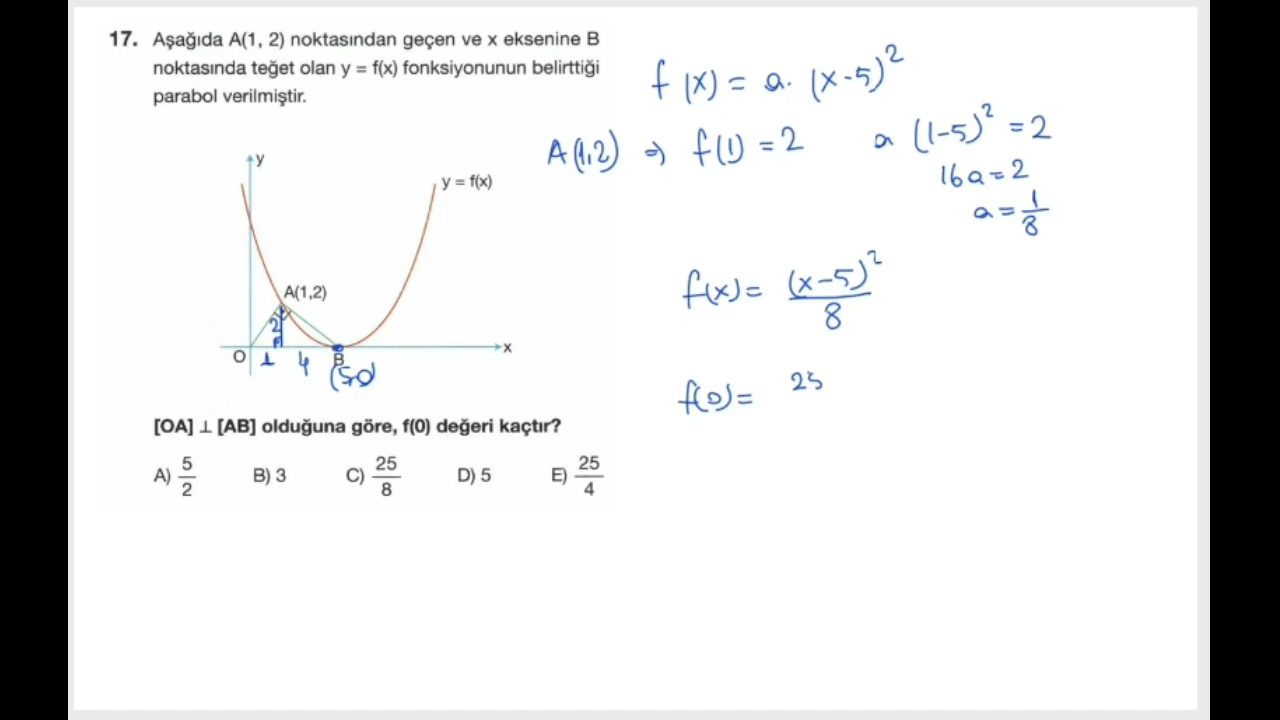 17. Aşağıda A(1, 2) noktasından geçen ve x eksenine B
noktasında teğet olan y = f(x) fonksiyonunun belirttiği
parabol verilmiştir.
y
y = f(x)
A(1,2)
2
O
1
4
B
x
(5,0)
[OA] ⊥ [AB] olduğuna göre, f(0) değeri kaçtır?
A) 5/2 B) 3 C) 25/8 D) 5 E) 25/4
f(x) = a. (x-5)²
A(1,2) ⇒ f(1) = 2
a (1-5)² = 2
16a = 2
a = 1/8
f(x) = (x-5)²/8
f(0) = 25